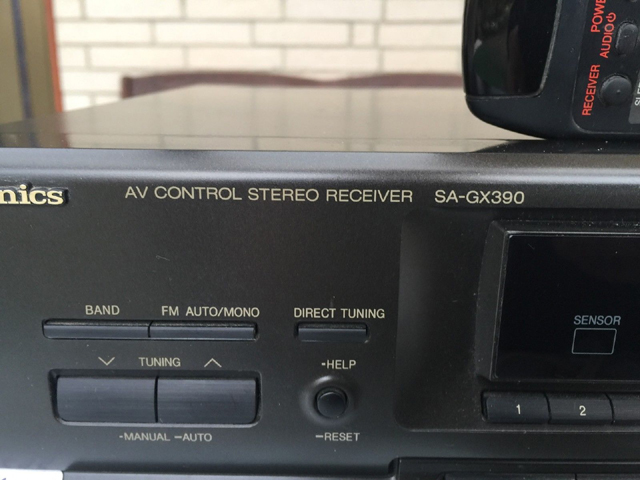 POWER
AUDIO
RECEIVER
nics
AV CONTROL STEREO RECEIVER SA-GX390
BAND
FM AUTO/MONO
DIRECT TUNING
TUNING
-HELP
SENSOR
1
2
-MANUAL —AUTO
—RESET